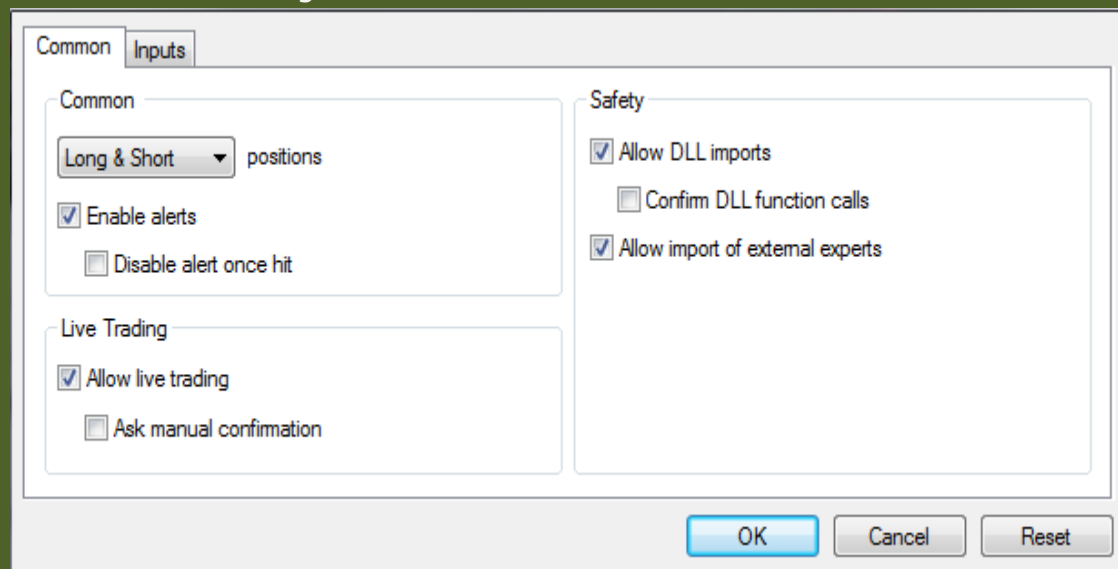 Common
Inputs
Common
Long & Short
positions
Enable alerts
Disable alert once hit
Live Trading
Allow live trading
Ask manual confirmation
Safety
Allow DLL imports
Confirm DLL function calls
Allow import of external experts
OK
Cancel
Reset